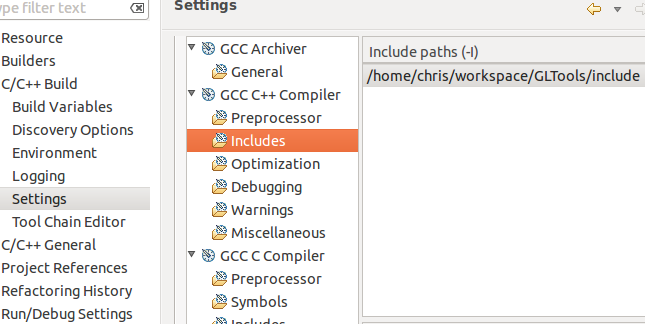 ype filter text
Resource
Builders
C/C++ Build
Build Variables
Discovery Options
Environment
Logging
Settings
Tool Chain Editor
C/C++ General
Project References
Refactoring History
Run/Debug Settings
Settings
GCC Archiver
General
GCC C++ Compiler
Preprocessor
Includes
Optimization
Debugging
Warnings
Miscellaneous
GCC C Compiler
Preprocessor
Symbols
Includes
Include paths (-I)
/home/chris/workspace/GLTools/include